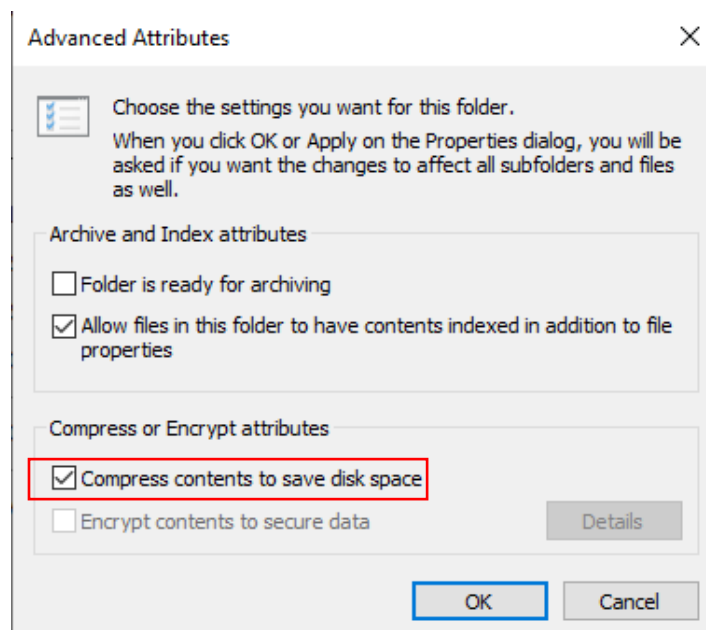 Advanced Attributes
Choose the settings you want for this folder.
When you click OK or Apply on the Properties dialog, you will be
asked if you want the changes to affect all subfolders and files
as well.
Archive and Index attributes
Folder is ready for archiving
Allow files in this folder to have contents indexed in addition to file
properties
Compress or Encrypt attributes
Compress contents to save disk space
Encrypt contents to secure data
Details
OK
Cancel